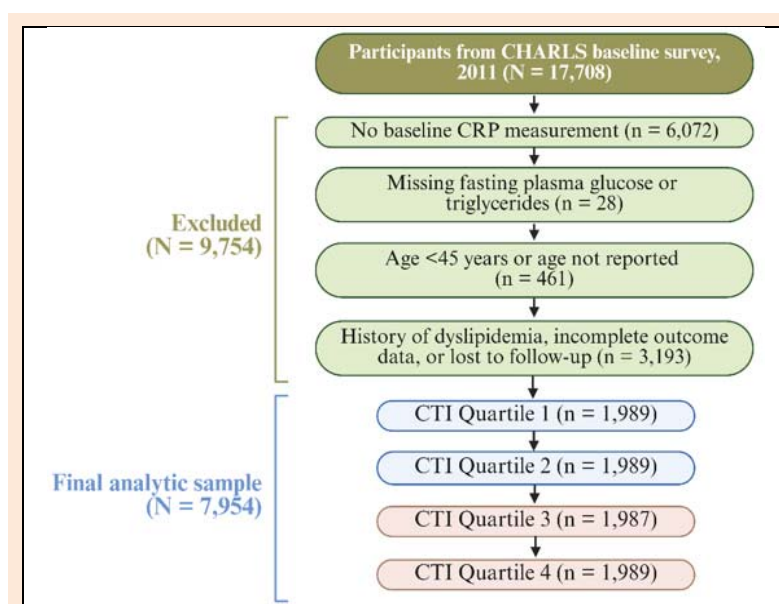 Participants from CHARLS baseline survey,
2011 (N = 17,708)
No baseline CRP measurement (n = 6,072)
Missing fasting plasma glucose or
triglycerides (n = 28)
Excluded
(N = 9,754)
Age <45 years or age not reported
(n = 461)
History of dyslipidemia, incomplete outcome
data, or lost to follow-up (n = 3,193)
CTI Quartile 1 (n = 1,989)
CTI Quartile 2 (n = 1,989)
Final analytic sample
(N = 7,954)
CTI Quartile 3 (n = 1,987)
CTI Quartile 4 (n = 1,989)